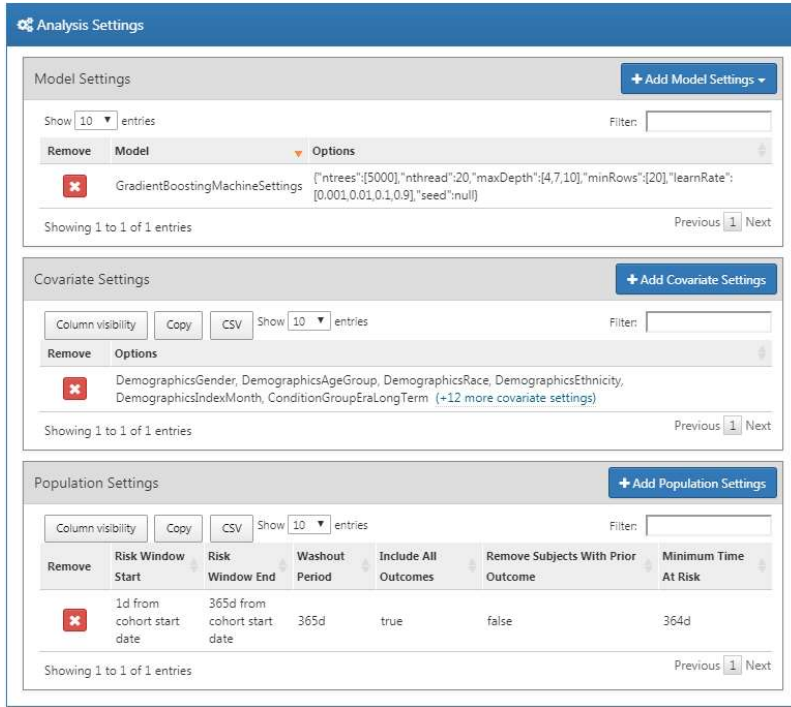 Analysis Settings
Model Settings
+ Add Model Settings
Show 10 entries
Filter:
Remove Model Options
GradientBoostingMachineSettings {"ntrees":[5000],"nthread":20,"maxDepth":[4,7,10],"minRows":[20],"learnRate":
[0.001,0.01,0.1,0.9],"seed":null}
Showing 1 to 1 of 1 entries
Previous 1 Next
Covariate Settings
+ Add Covariate Settings
Column visibility Copy CSV Show 10 entries
Filter:
Remove Options
DemographicsGender, DemographicsAgeGroup, DemographicsRace, DemographicsEthnicity,
DemographicsIndexMonth, ConditionGroupEraLongTerm (+12 more covariate settings)
Showing 1 to 1 of 1 entries
Previous 1 Next
Population Settings
+ Add Population Settings
Column visibility Copy CSV Show 10 entries
Filter:
Remove Risk Window Risk Washout Include All Remove Subjects With Prior Minimum Time
Start Window End Period Outcomes Outcome At Risk
1d from 365d from
cohort start cohort start 365d true false 364d
date date
Showing 1 to 1 of 1 entries
Previous 1 Next